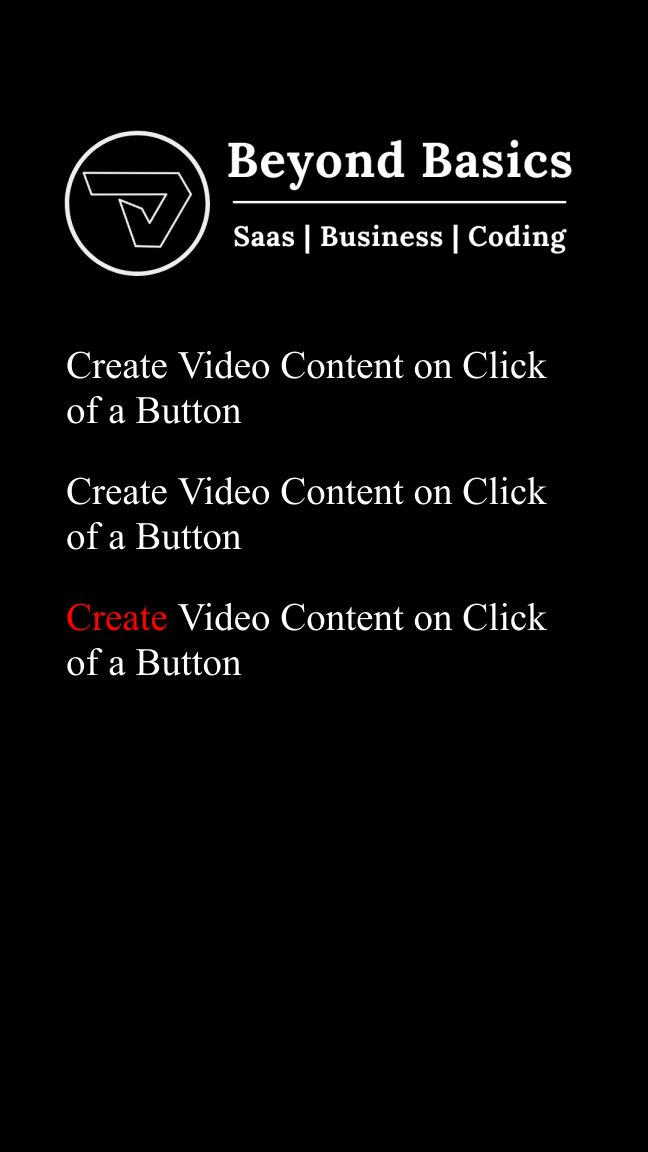 Beyond Basics
Saas | Business | Coding
Create Video Content on Click
of a Button
Create Video Content on Click
of a Button
Create Video Content on Click
of a Button